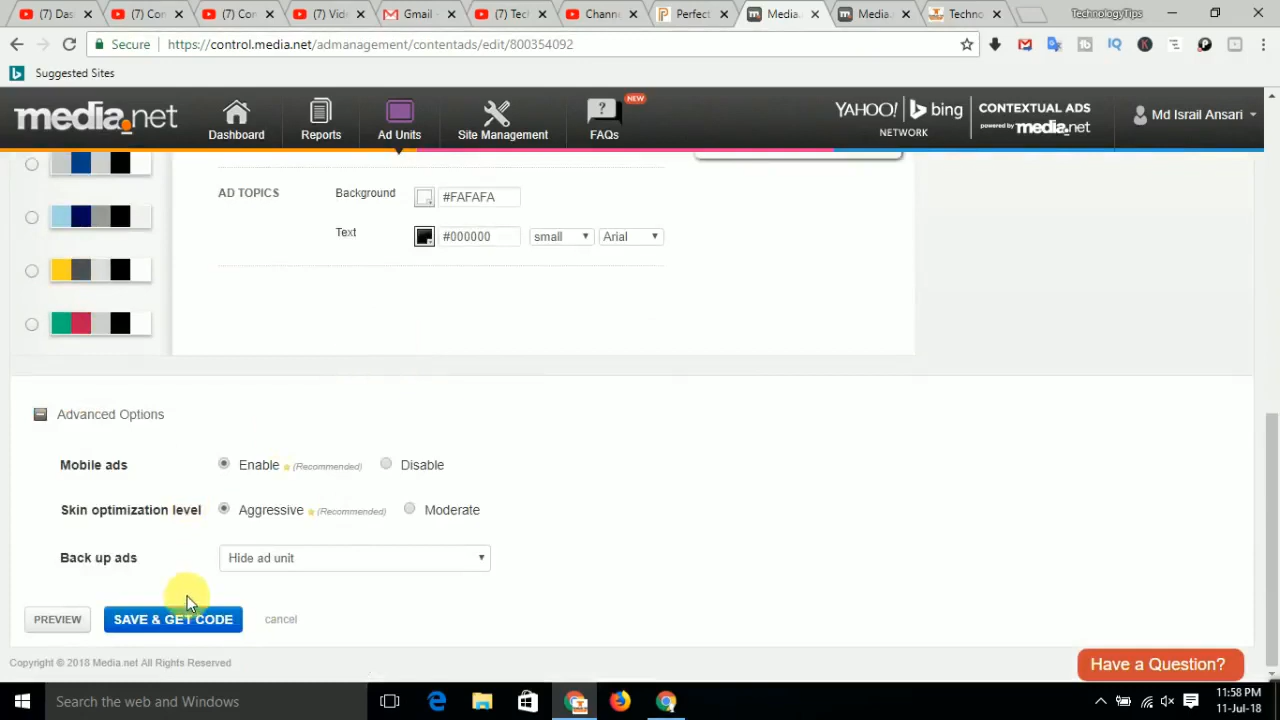 (7) Das
(7) Con
(7) Con
(7) Vide
Gmail -
(7) Tech
Channe
Perfect
Media.
Media.
Techno
TechnologyTips
Secure
https://control.media.net/admanagement/contentads/edit/800354092
Suggested Sites
media.net
Dashboard
Reports
Ad Units
Site Management
FAQs
NEW
YAHOO! bing
NETWORK
CONTEXTUAL ADS
powered by media.net
Md Israil Ansari
AD TOPICS
Background
#FAFAFA
Text
#000000
small
Arial
Advanced Options
Mobile ads
Enable (Recommended)
Disable
Skin optimization level
Aggressive (Recommended)
Moderate
Back up ads
Hide ad unit
PREVIEW
SAVE & GET CODE
cancel
Copyright © 2018 Media.net All Rights Reserved
Have a Question?
Search the web and Windows
11:58 PM
11-Jul-18